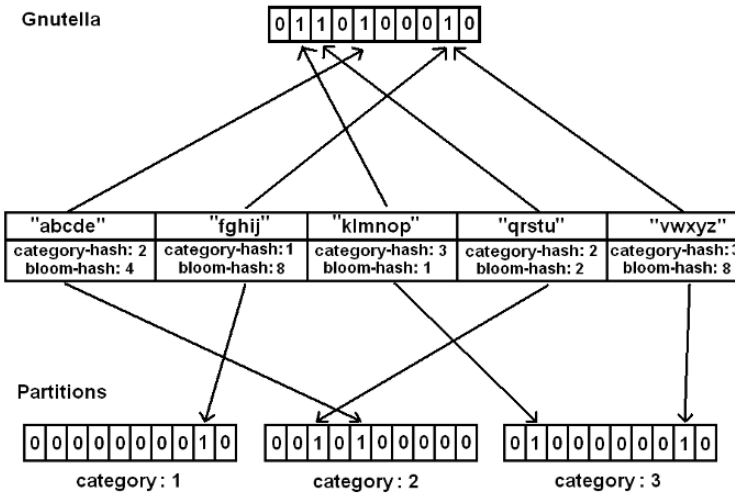 Gnutella
0 1 1 0 1 0 0 0 1 0
"abcde" "fghij" "klmnop" "qrstu" "vwxyz"
category-hash: 2 category-hash: 1 category-hash: 3 category-hash: 2 category-hash: 3
bloom-hash: 4 bloom-hash: 8 bloom-hash: 1 bloom-hash: 2 bloom-hash: 8
Partitions
0 0 0 0 0 0 0 0 1 0 0 0 1 0 1 0 0 0 0 0 0 1 0 0 0 0 0 0 1 0
category : 1 category : 2 category : 3